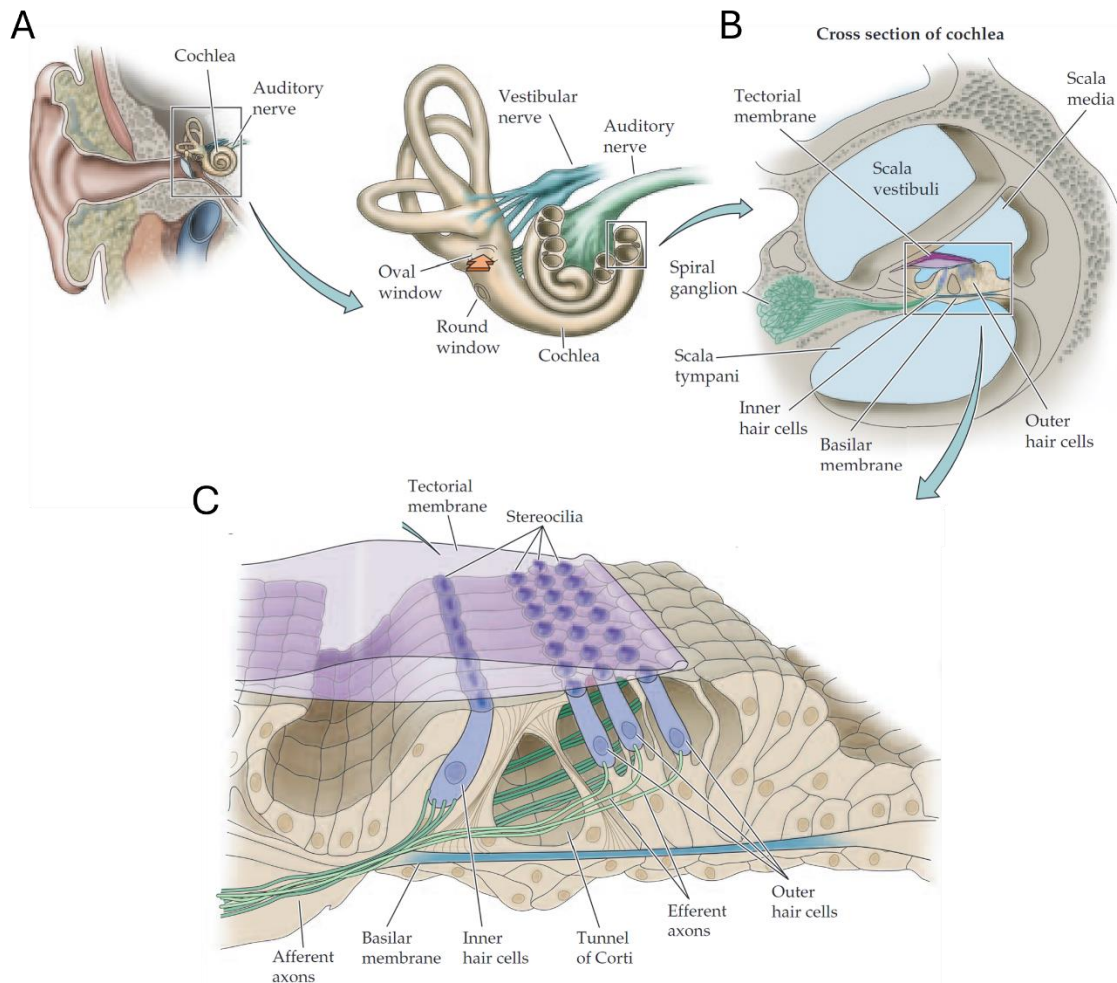 A
Cochlea
Auditory
nerve
Vestibular
nerve
Auditory
nerve
Oval
window
Round
window
Cochlea
B
Cross section of cochlea
Tectorial
membrane
Scala
media
Scala
vestibuli
Spiral
ganglion
Scala
tympani
Inner
hair cells
Basilar
membrane
Outer
hair cells
C
Tectorial
membrane
Stereocilia
Afferent
axons
Basilar
membrane
Inner
hair cells
Tunnel
of Corti
Efferent
axons
Outer
hair cells